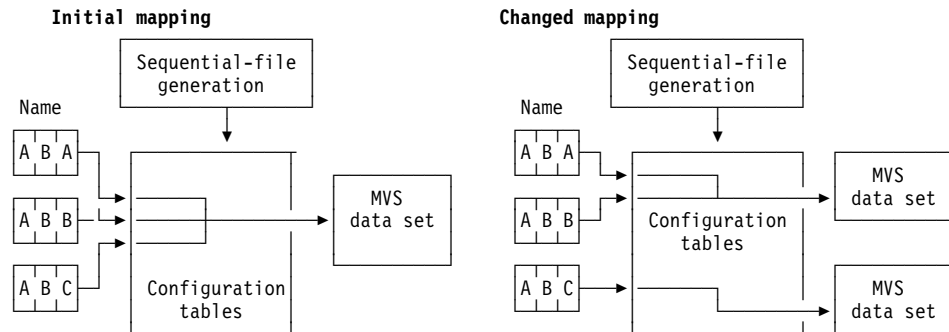 Initial mapping
Sequential-file
generation
Name
A B A
A B B
A B C
MVS
data set
Configuration
tables
Changed mapping
Sequential-file
generation
Name
A B A
A B B
A B C
Configuration
tables
MVS
data set
MVS
data set